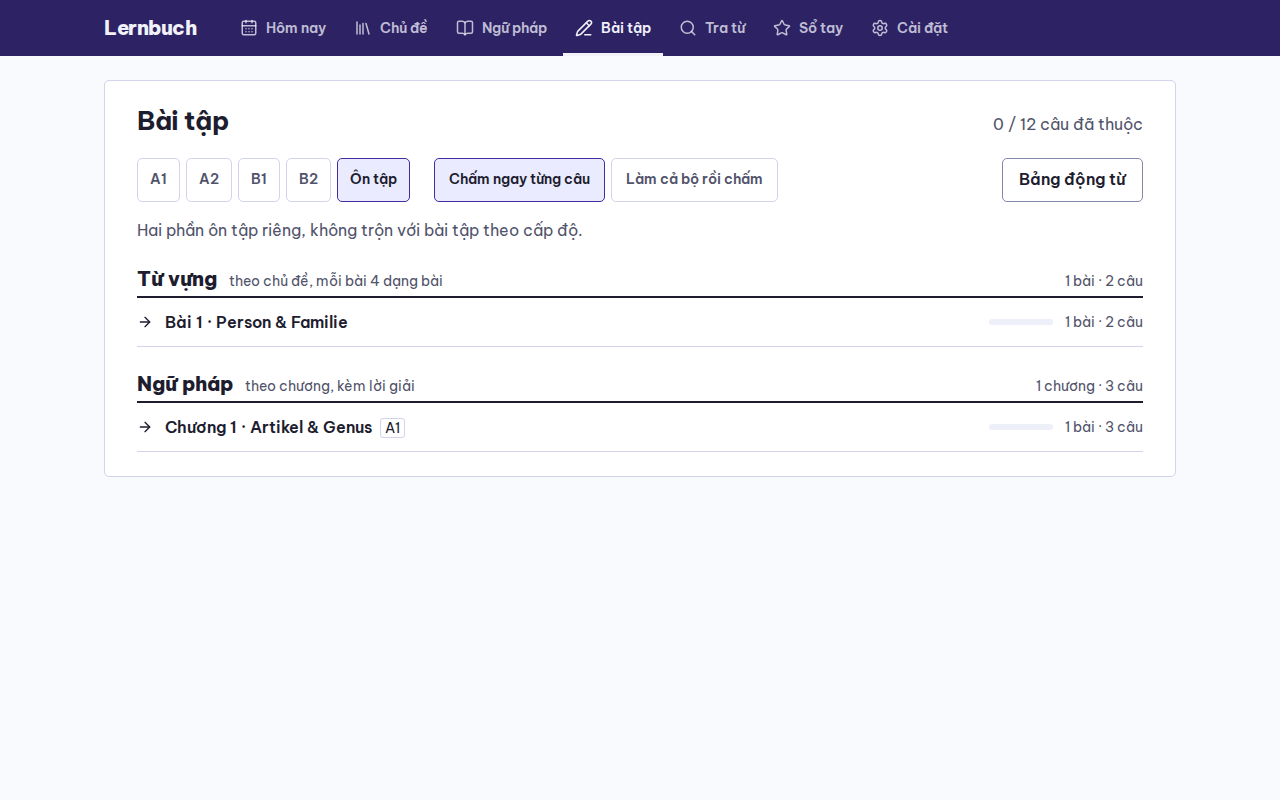 Lernbuch Hôm nay Chủ đề Ngữ pháp Bài tập Tra từ Sổ tay Cài đặt
Bài tập 0 / 12 câu đã thuộc
A1 A2 B1 B2 Ôn tập Chấm ngay từng câu Làm cả bộ rồi chấm Bảng động từ
Hai phần ôn tập riêng, không trộn với bài tập theo cấp độ.
Từ vựng theo chủ đề, mỗi bài 4 dạng bài 1 bài · 2 câu
Bài 1 · Person & Familie 1 bài · 2 câu
Ngữ pháp theo chương, kèm lời giải 1 chương · 3 câu
Chương 1 · Artikel & Genus A1 1 bài · 3 câu